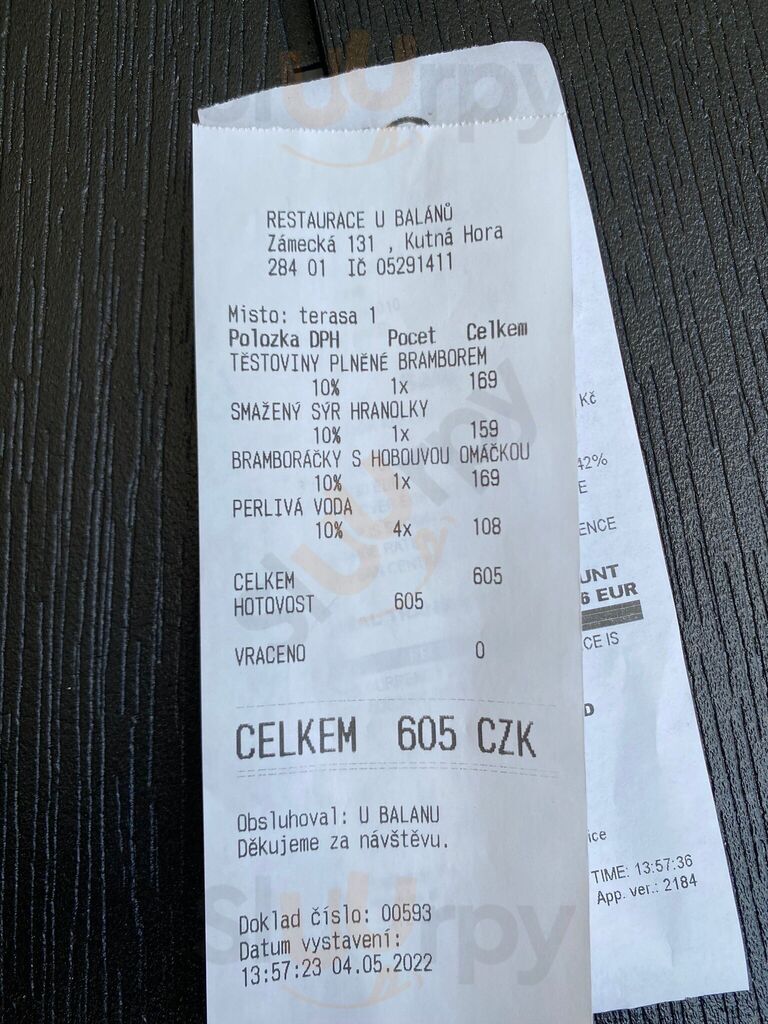 RESTAURACE U BALÁNŮ
Zámecká 131 , Kutná Hora
284 01 IČ 05291411
Misto: terasa 1
Polozka DPH Pocet Celkem
TĚSTOVINY PLNĚNÉ BRAMBOREM
10% 1x 169
SMAŽENÝ SÝR HRANOLKY
10% 1x 159
BRAMBORÁČKY S HOBOUVOU OMÁČKOU
10% 1x 169
PERLIVÁ VODA
10% 4x 108
CELKEM 605
HOTOVOST 605
VRACENO 0
CELKEM 605 CZK
Obsluhoval: U BALANU
Děkujeme za návštěvu.
Doklad číslo: 00593
Datum vystavení:
13:57:23 04.05.2022
Kč
42%
E
ENCE
UNT
6 EUR
CE IS
D
ice
TIME: 13:57:36
App. ver.: 2184
sluurpy
sluurpy
sluurpy